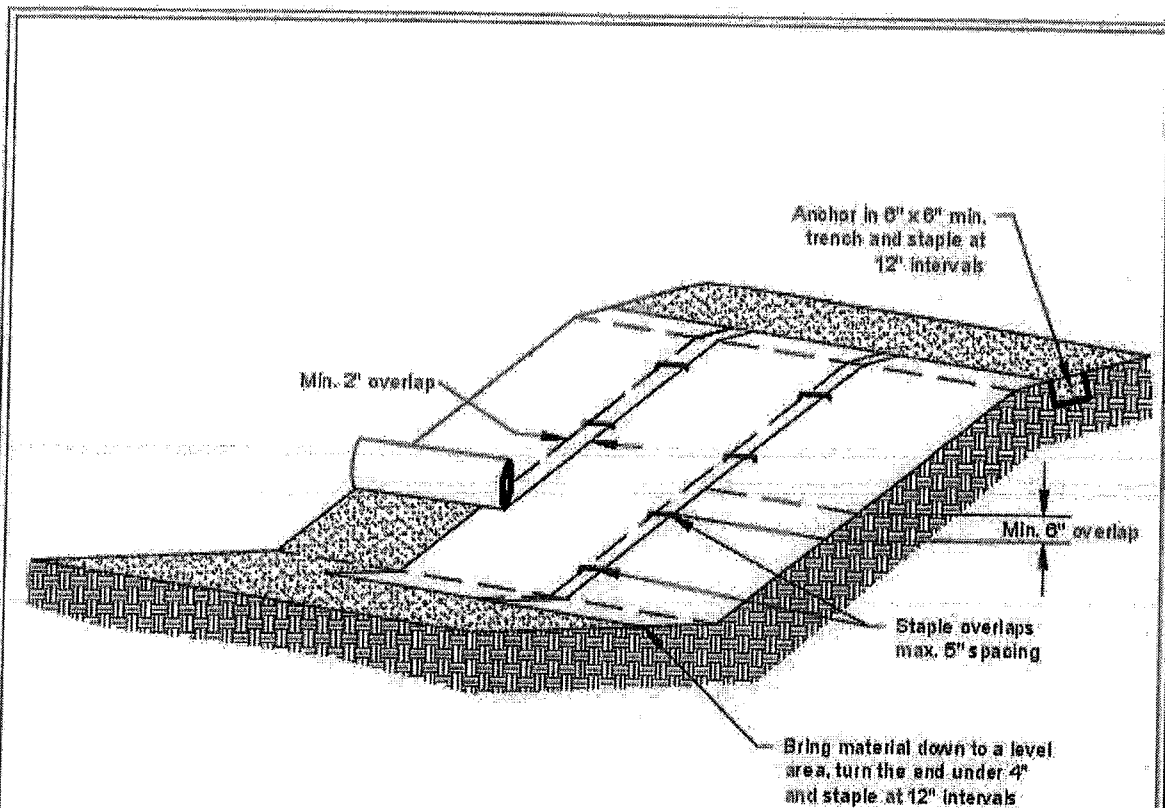 Anchor in 6" x 6" min.
trench and staple at
12" intervals
Min. 2" overlap
Min. 6" overlap
Staple overlaps
max. 5" spacing
Bring material down to a level
area, turn the end under 4"
and staple at 12" intervals